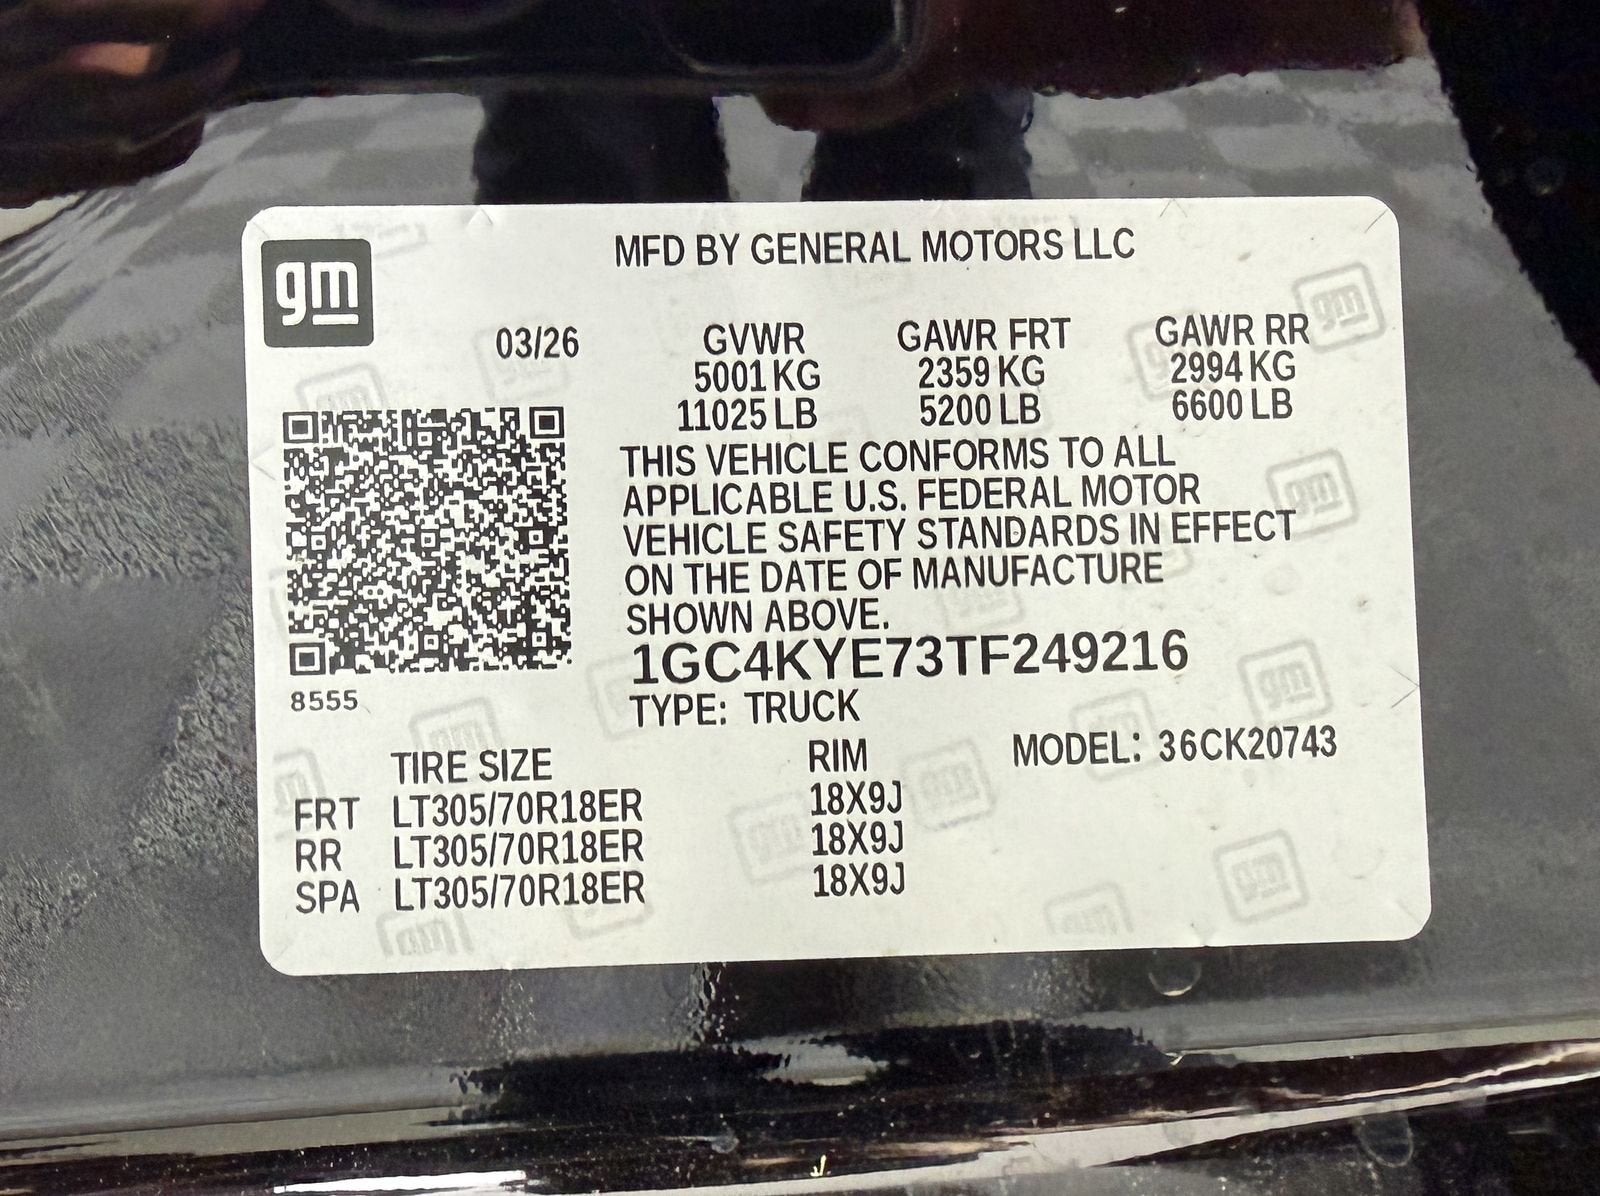 gm
MFD BY GENERAL MOTORS LLC
03/26 GVWR GAWR FRT GAWR RR
5001 KG 2359 KG 2994 KG
11025 LB 5200 LB 6600 LB
THIS VEHICLE CONFORMS TO ALL
APPLICABLE U.S. FEDERAL MOTOR
VEHICLE SAFETY STANDARDS IN EFFECT
ON THE DATE OF MANUFACTURE
SHOWN ABOVE.
1GC4KYE73TF249216
8555
TYPE: TRUCK
TIRE SIZE RIM MODEL: 36CK20743
FRT LT305/70R18ER 18X9J
RR LT305/70R18ER 18X9J
SPA LT305/70R18ER 18X9J